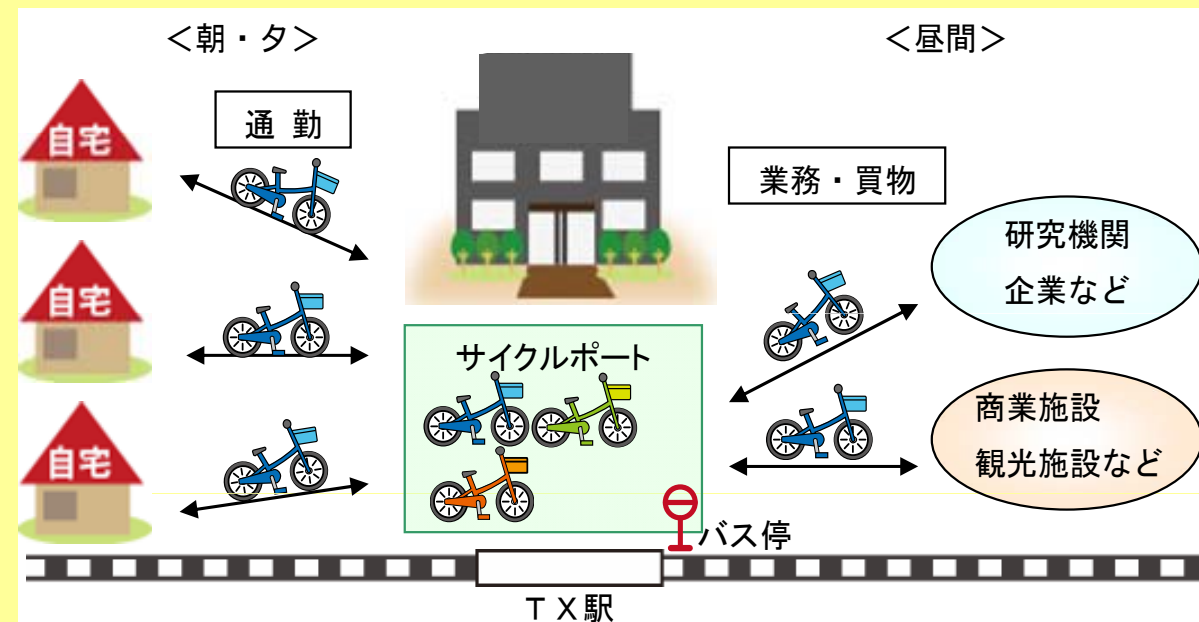 ＜朝・夕＞
＜昼間＞
通 勤
自宅
業務・買物
研究機関
企業など
自宅
サイクルポート
商業施設
観光施設など
自宅
バス停
ＴＸ駅